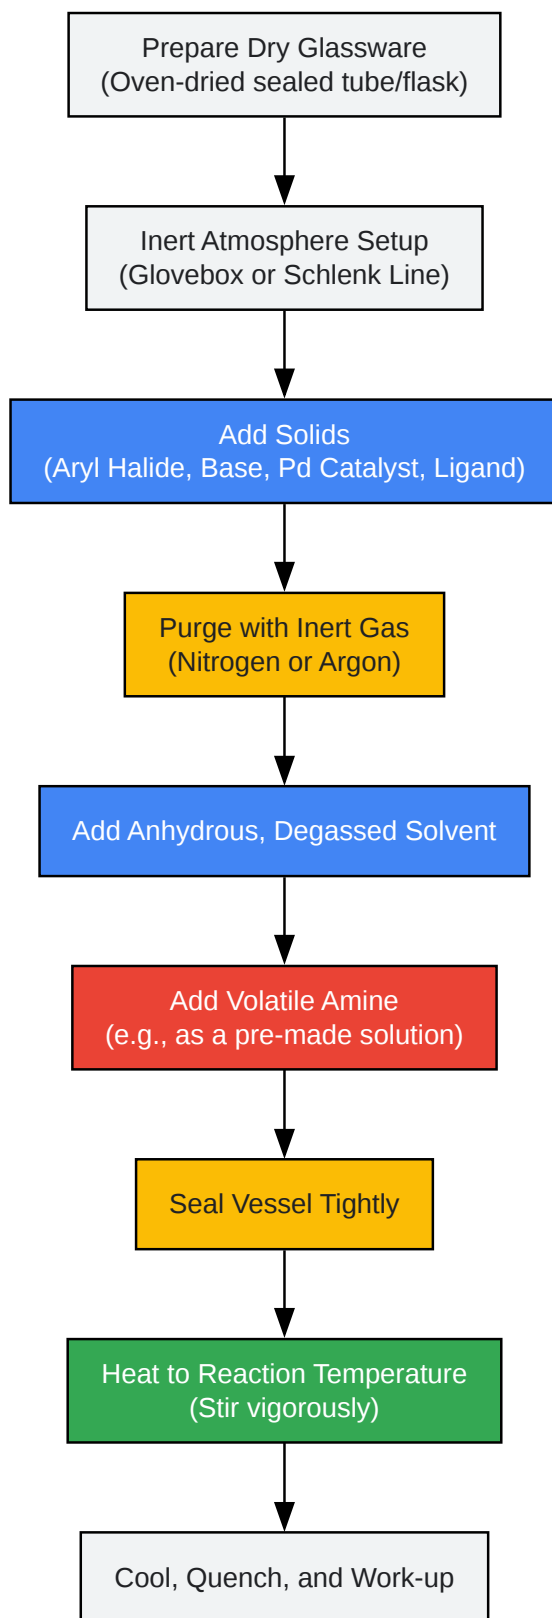 Prepare Dry Glassware
(Oven-dried sealed tube/flask)
Inert Atmosphere Setup
(Glovebox or Schlenk Line)
Add Solids
(Aryl Halide, Base, Pd Catalyst, Ligand)
Purge with Inert Gas
(Nitrogen or Argon)
Add Anhydrous, Degassed Solvent
Add Volatile Amine
(e.g., as a pre-made solution)
Seal Vessel Tightly
Heat to Reaction Temperature
(Stir vigorously)
Cool, Quench, and Work-up